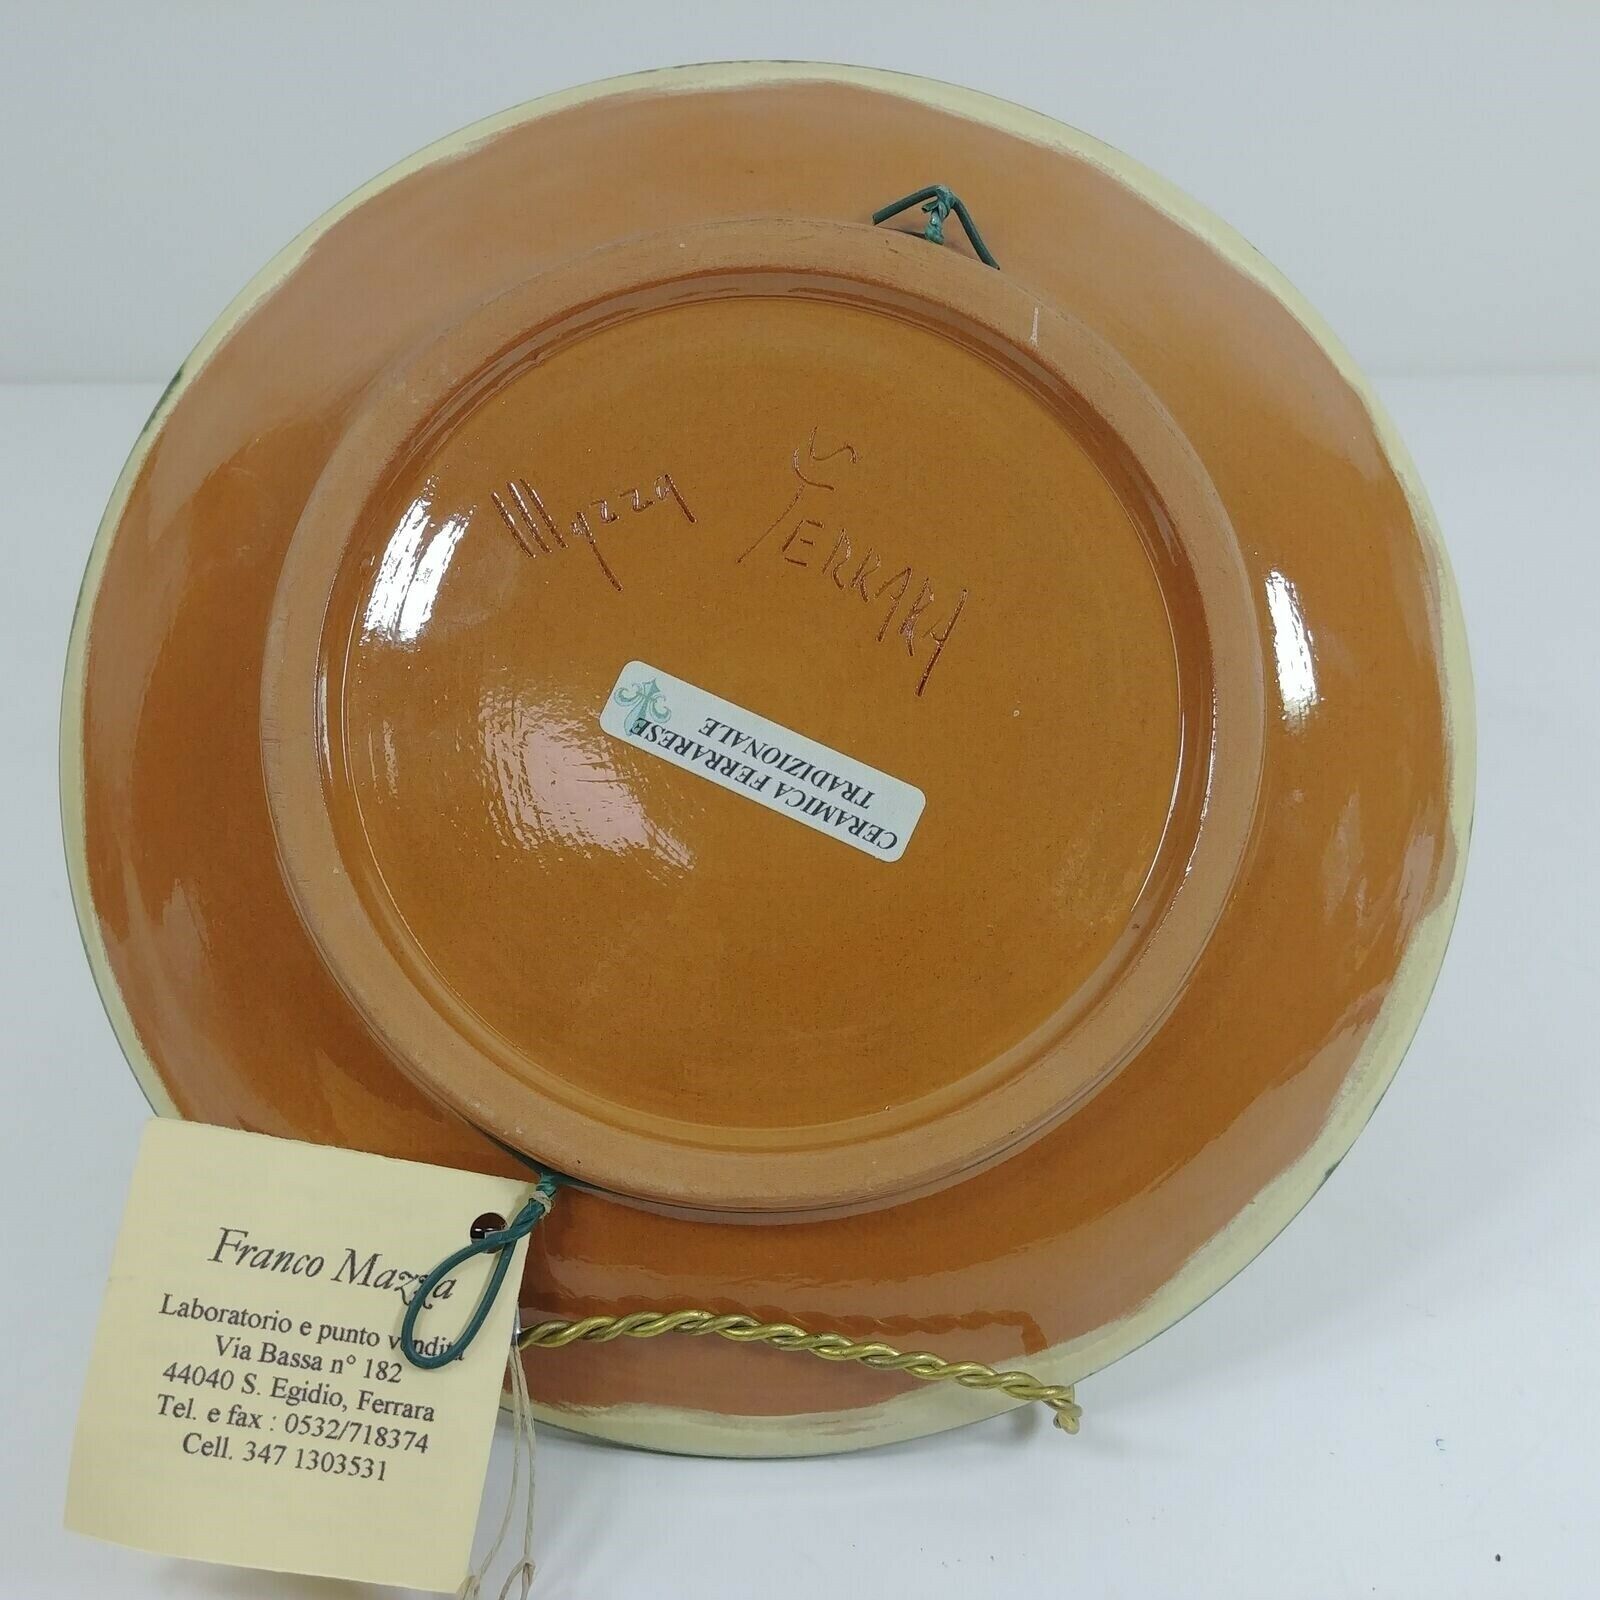 Mazza
FERRARA
CERAMICA FERRARESE
TRADIZIONALE
Franco Mazza
Laboratorio e punto vendita
Via Bassa n° 182
44040 S. Egidio, Ferrara
Tel. e fax : 0532/718374
Cell. 347 1303531